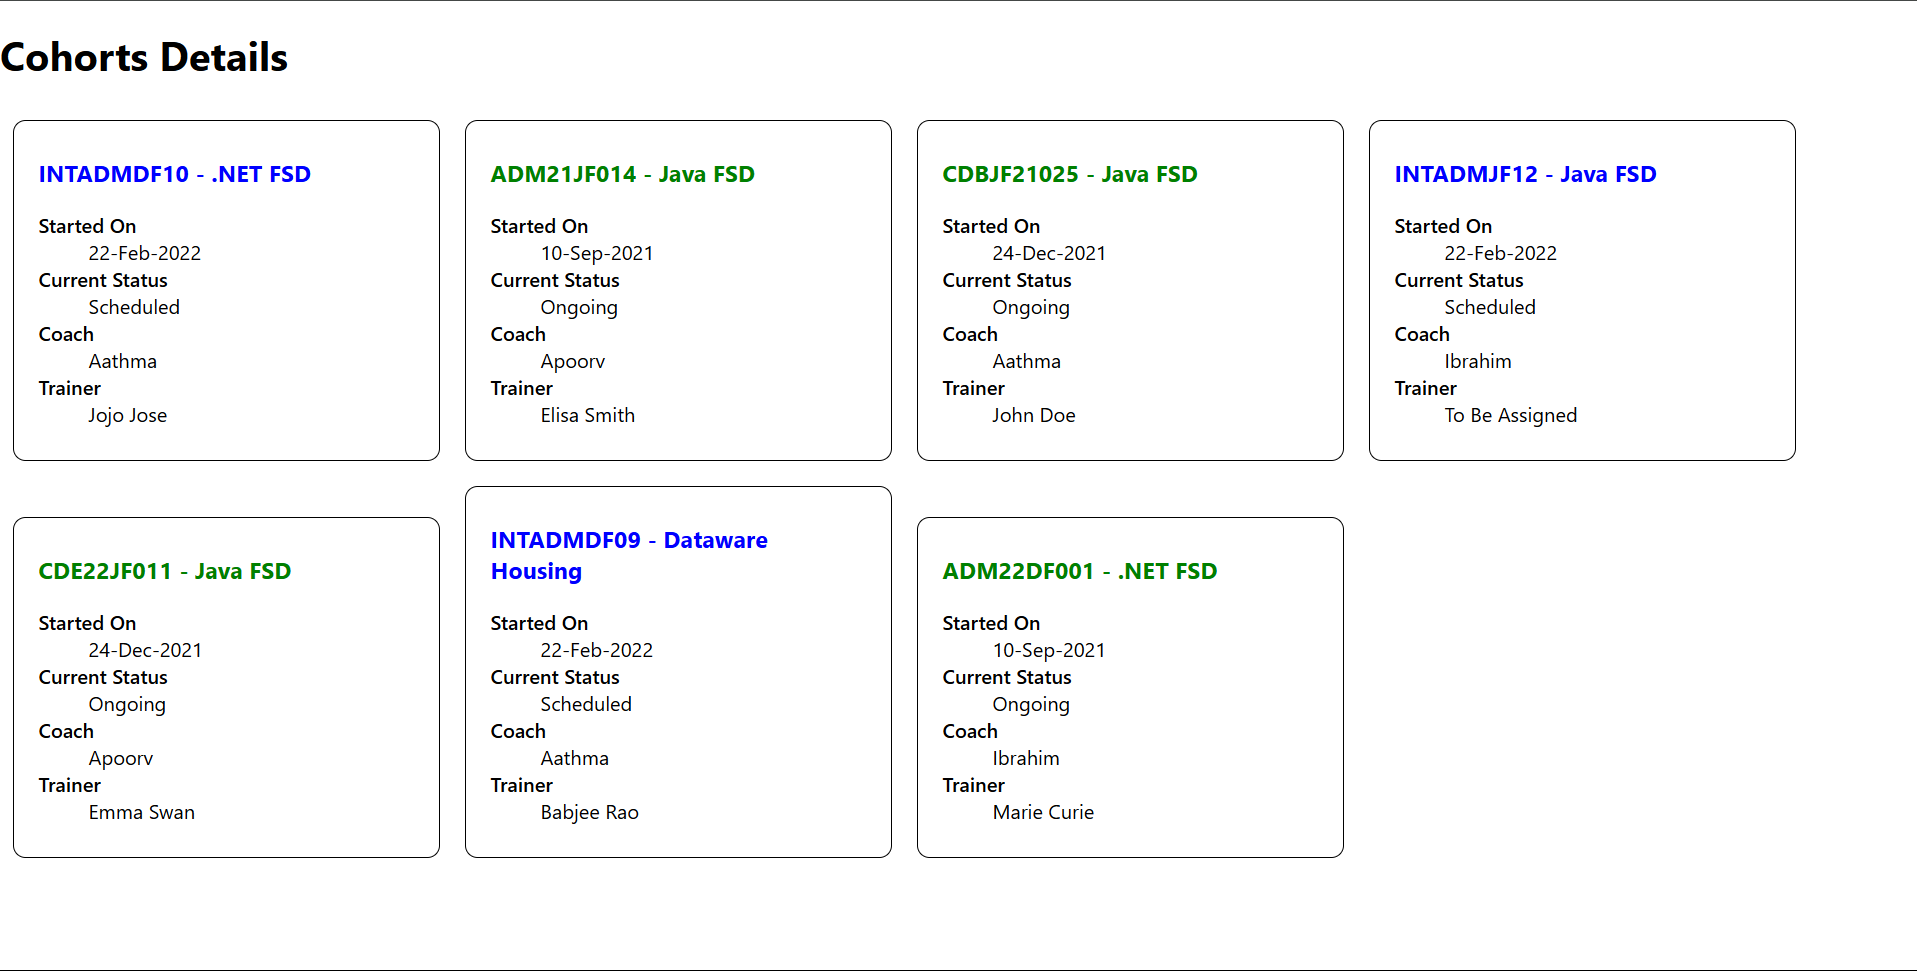 Cohorts Details
INTADMDF10 - .NET FSD
Started On
22-Feb-2022
Current Status
Scheduled
Coach
Aathma
Trainer
Jojo Jose
ADM21JF014 - Java FSD
Started On
10-Sep-2021
Current Status
Ongoing
Coach
Apoorv
Trainer
Elisa Smith
CDBJF21025 - Java FSD
Started On
24-Dec-2021
Current Status
Ongoing
Coach
Aathma
Trainer
John Doe
INTADMJF12 - Java FSD
Started On
22-Feb-2022
Current Status
Scheduled
Coach
Ibrahim
Trainer
To Be Assigned
CDE22JF011 - Java FSD
Started On
24-Dec-2021
Current Status
Ongoing
Coach
Apoorv
Trainer
Emma Swan
INTADMDF09 - Dataware
Housing
Started On
22-Feb-2022
Current Status
Scheduled
Coach
Aathma
Trainer
Babjee Rao
ADM22DF001 - .NET FSD
Started On
10-Sep-2021
Current Status
Ongoing
Coach
Ibrahim
Trainer
Marie Curie